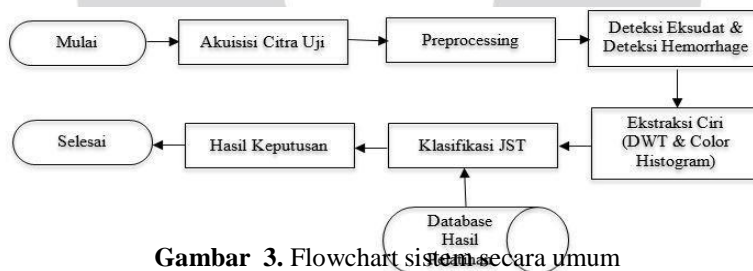 Mulai
Akuisisi Citra Uji
Preprocessing
Deteksi Eksudat &
Deteksi Hemorrhage
Ekstraksi Ciri
(DWT & Color
Histogram)
Klasifikasi JST
Hasil Keputusan
Selesai
Database
Hasil
Gambar 3. Flowchart sistem secara umum